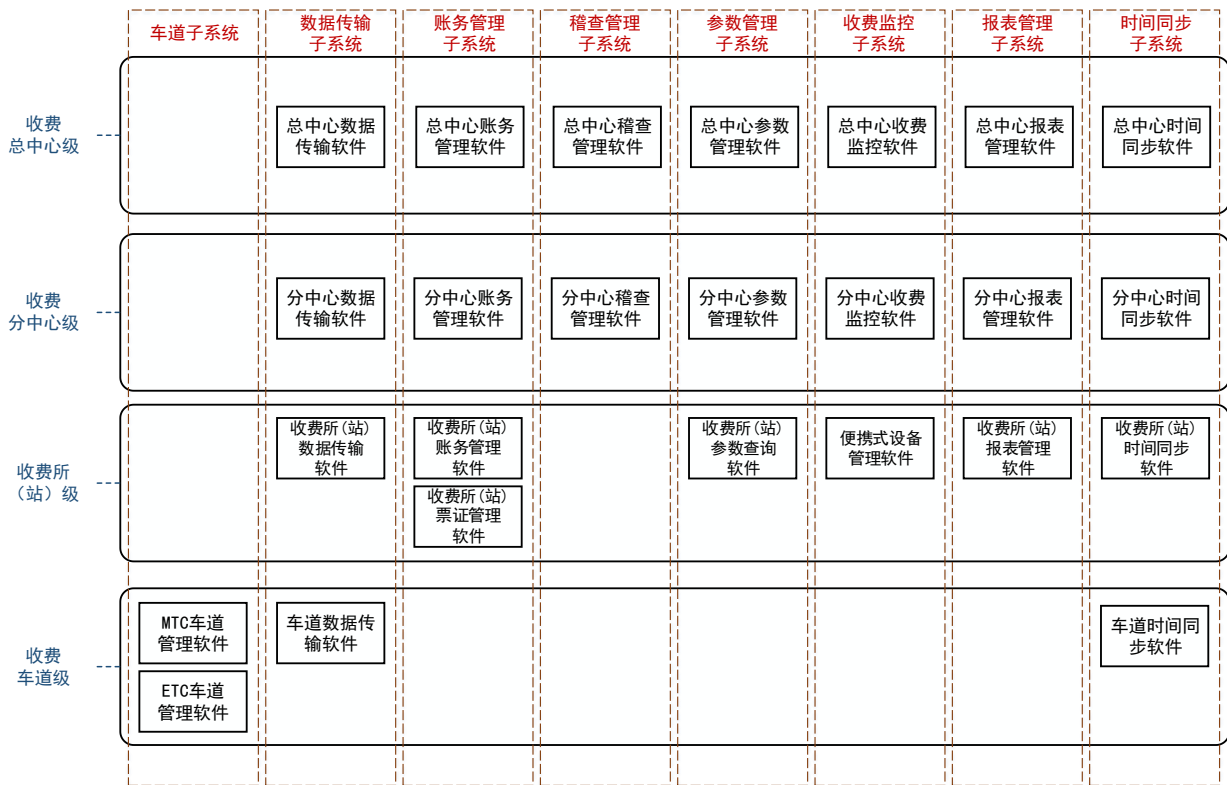 车道子系统
数据传输
子系统
账务管理
子系统
稽查管理
子系统
参数管理
子系统
收费监控
子系统
报表管理
子系统
时间同步
子系统
收费
总中心级
总中心数据
传输软件
总中心账务
管理软件
总中心稽查
管理软件
总中心参数
管理软件
总中心收费
监控软件
总中心报表
管理软件
总中心时间
同步软件
收费
分中心级
分中心数据
传输软件
分中心账务
管理软件
分中心稽查
管理软件
分中心参数
管理软件
分中心收费
监控软件
分中心报表
管理软件
分中心时间
同步软件
收费所
（站）级
收费所(站)
数据传输
软件
收费所(站)
账务管理
软件
收费所(站)
票证管理
软件
收费所(站)
参数查询
软件
便携式设备
管理软件
收费所(站)
报表管理
软件
收费所(站)
时间同步
软件
收费
车道级
MTC车道
管理软件
ETC车道
管理软件
车道数据传
输软件
车道时间同
步软件